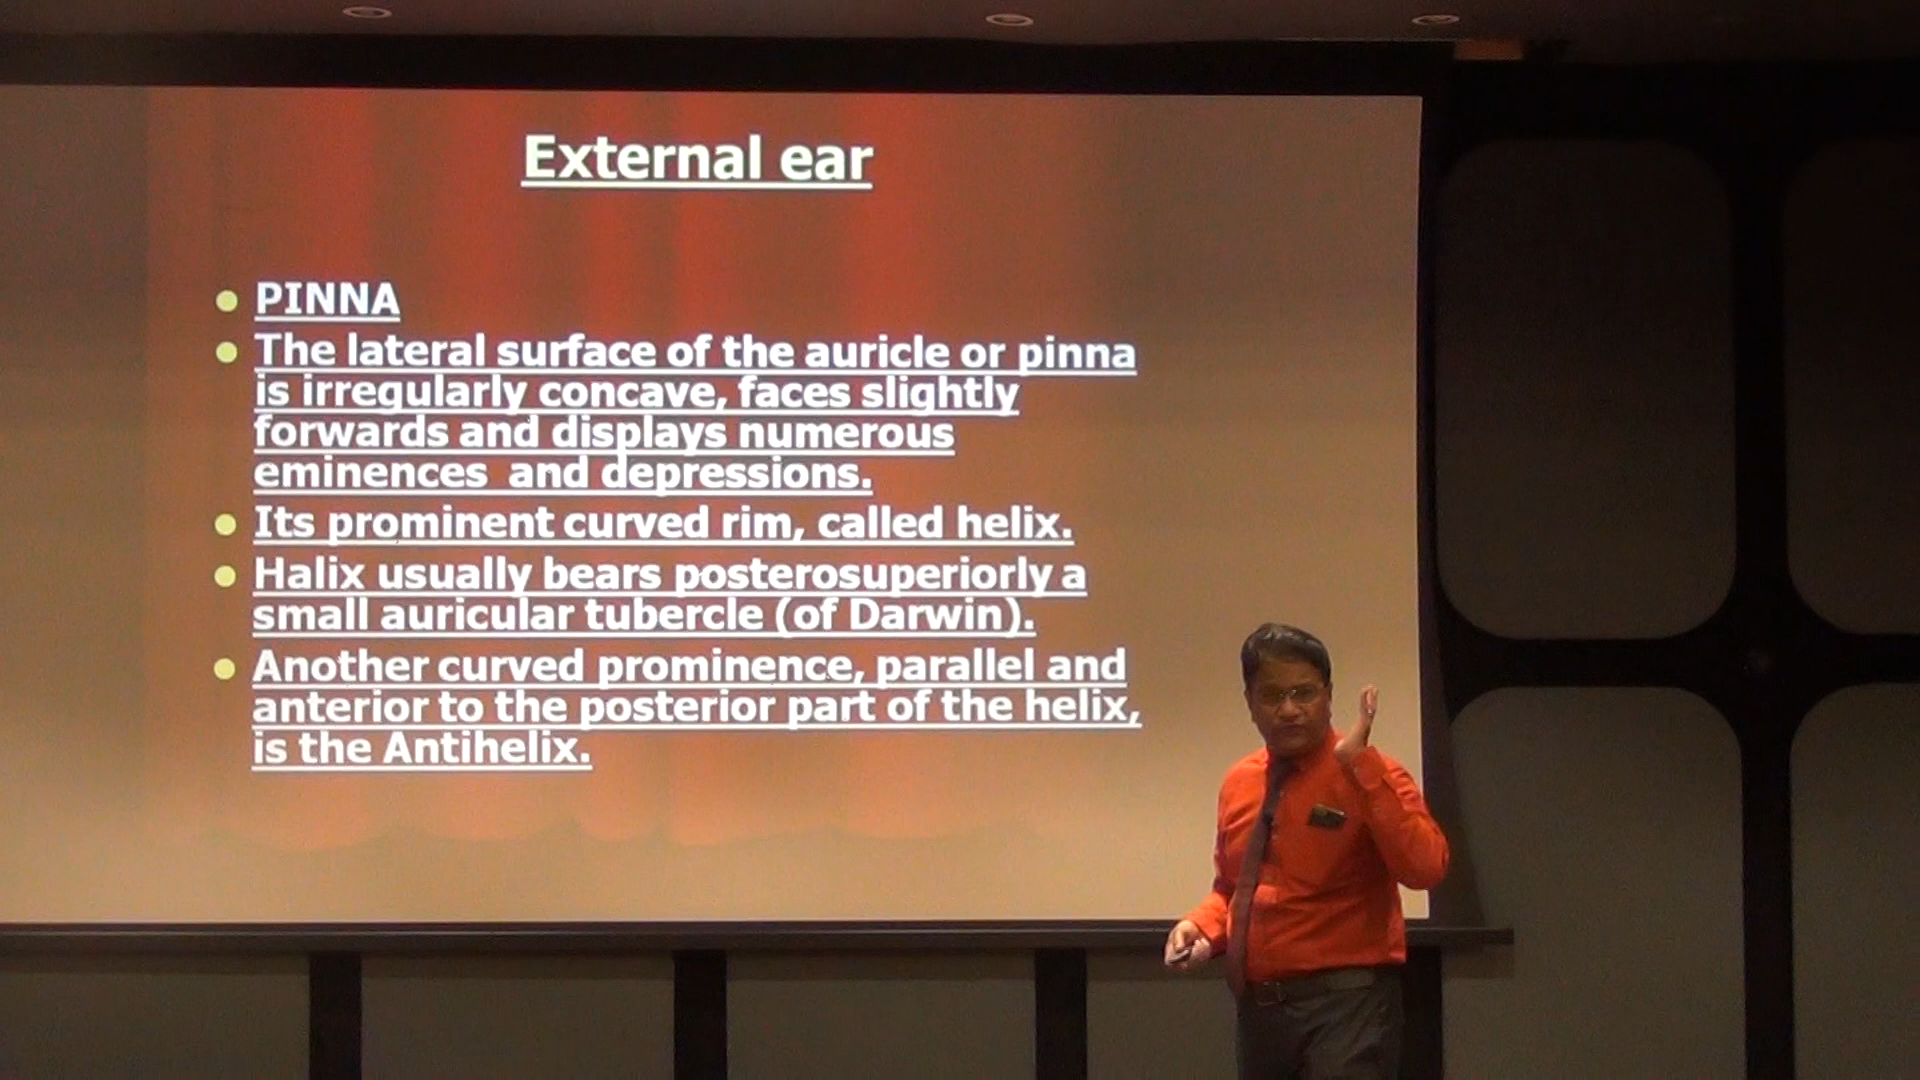 External ear
PINNA
The lateral surface of the auricle or pinna
is irregularly concave, faces slightly
forwards and displays numerous
eminences and depressions.
Its prominent curved rim, called helix.
Halix usually bears posterosuperiorly a
small auricular tubercle (of Darwin).
Another curved prominence, parallel and
anterior to the posterior part of the helix,
is the Antihelix.